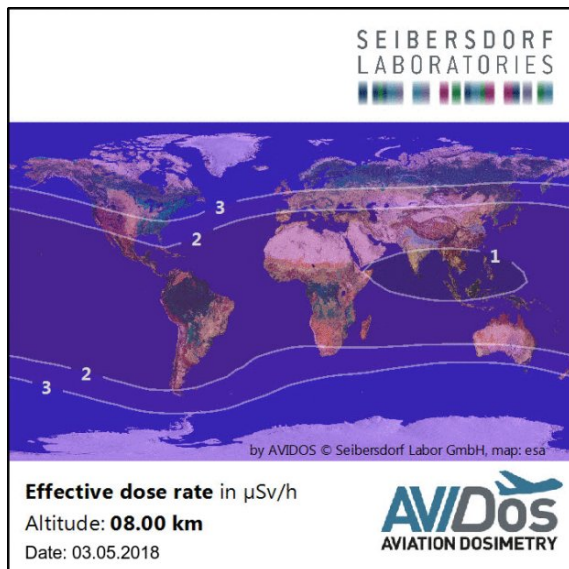 SEIBERSDORF
LABORATORIES
3
2
1
2
3
by AVIDOS © Seibersdorf Labor GmbH, map: esa
Effective dose rate in µSv/h
Altitude: 08.00 km
Date: 03.05.2018
AVIDOS
AVIATION DOSIMETRY